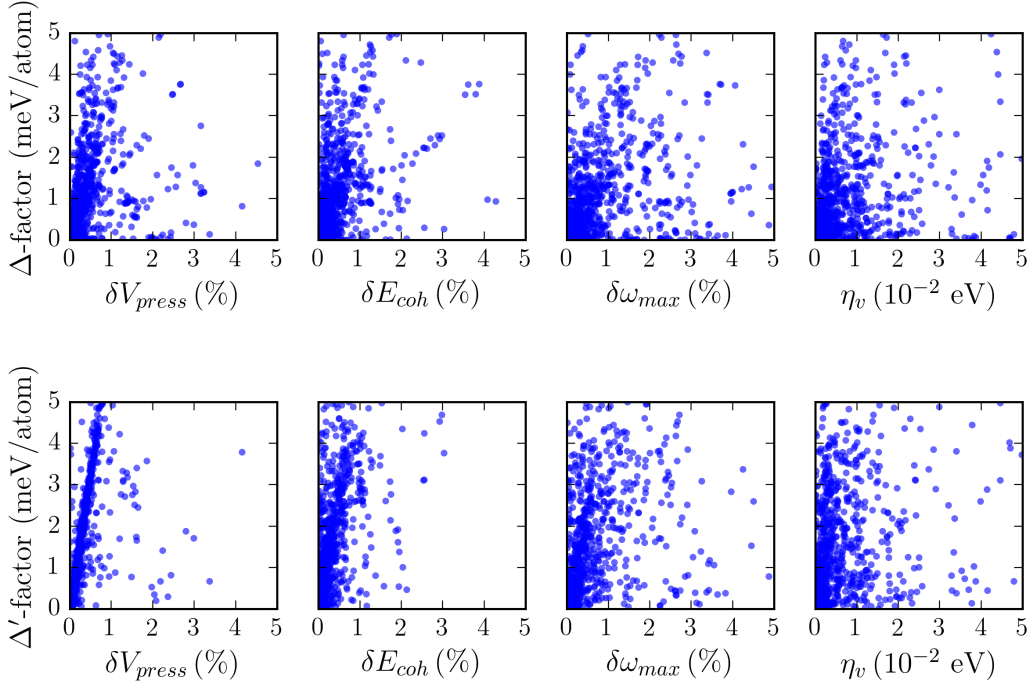 Δ-factor (meV/atom)
5
4
3
2
1
0
0 1 2 3 4 5
0 1 2 3 4 5
0 1 2 3 4 5
0 1 2 3 4 5
δV_press (%)
δE_coh (%)
δω_max (%)
η_v (10⁻² eV)
Δ′-factor (meV/atom)
5
4
3
2
1
0
0 1 2 3 4 5
0 1 2 3 4 5
0 1 2 3 4 5
0 1 2 3 4 5
δV_press (%)
δE_coh (%)
δω_max (%)
η_v (10⁻² eV)